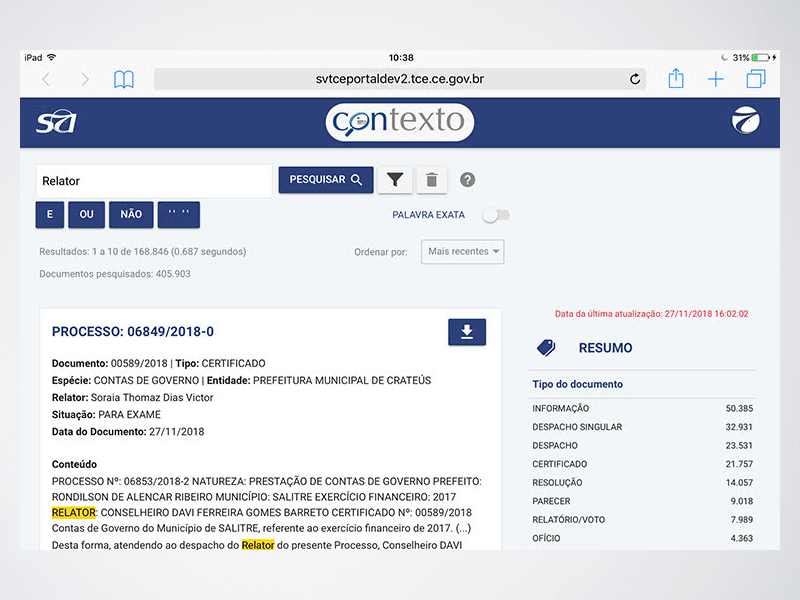 iPad 10:38 31%
svtceportaldev2.tce.ce.gov.br
sa contexto
Relator PESQUISAR ?
E OU NÃO '' '' PALAVRA EXATA
Resultados: 1 a 10 de 168.846 (0.687 segundos) Ordenar por: Mais recentes
Documentos pesquisados: 405.903
Data da última atualização: 27/11/2018 16:02:02
PROCESSO: 06849/2018-0
Documento: 00589/2018 | Tipo: CERTIFICADO
Espécie: CONTAS DE GOVERNO | Entidade: PREFEITURA MUNICIPAL DE CRATEÚS
Relator: Soraia Thomaz Dias Victor
Situação: PARA EXAME
Data do Documento: 27/11/2018
Conteúdo
PROCESSO Nº: 06853/2018-2 NATUREZA: PRESTAÇÃO DE CONTAS DE GOVERNO PREFEITO:
RONDILSON DE ALENCAR RIBEIRO MUNICÍPIO: SALITRE EXERCÍCIO FINANCEIRO: 2017
RELATOR: CONSELHEIRO DAVI FERREIRA GOMES BARRETO CERTIFICADO Nº: 00589/2018
Contas de Governo do Município de SALITRE, referente ao exercício financeiro de 2017. (...)
Desta forma, atendendo ao despacho do Relator do presente Processo, Conselheiro DAVI
RESUMO
Tipo do documento
INFORMAÇÃO 50.385
DESPACHO SINGULAR 32.931
DESPACHO 23.531
CERTIFICADO 21.757
RESOLUÇÃO 14.057
PARECER 9.018
RELATÓRIO/VOTO 7.989
OFÍCIO 4.363